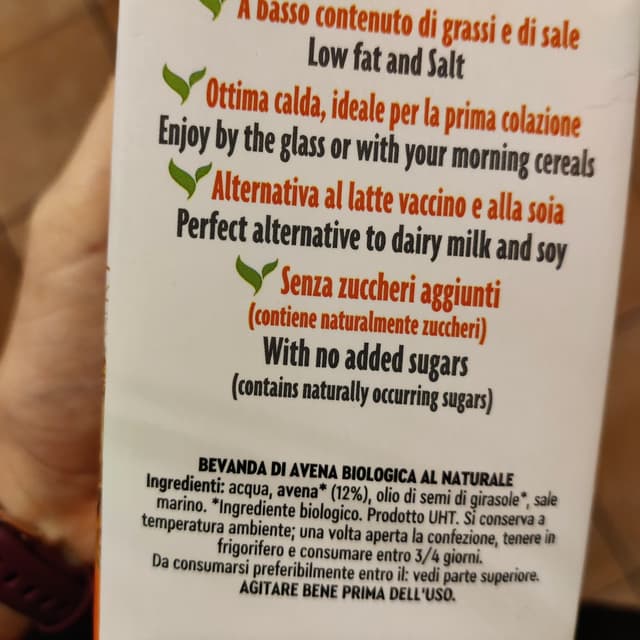 A basso contenuto di grassi e di sale
Low fat and Salt
Ottima calda, ideale per la prima colazione
Enjoy by the glass or with your morning cereals
Alternativa al latte vaccino e alla soia
Perfect alternative to dairy milk and soy
Senza zuccheri aggiunti
(contiene naturalmente zuccheri)
With no added sugars
(contains naturally occurring sugars)
BEVANDA DI AVENA BIOLOGICA AL NATURALE
Ingredienti: acqua, avena* (12%), olio di semi di girasole*, sale
marino. *Ingrediente biologico. Prodotto UHT. Si conserva a
temperatura ambiente; una volta aperta la confezione, tenere in
frigorifero e consumare entro 3/4 giorni.
Da consumarsi preferibilmente entro il: vedi parte superiore.
AGITARE BENE PRIMA DELL'USO.